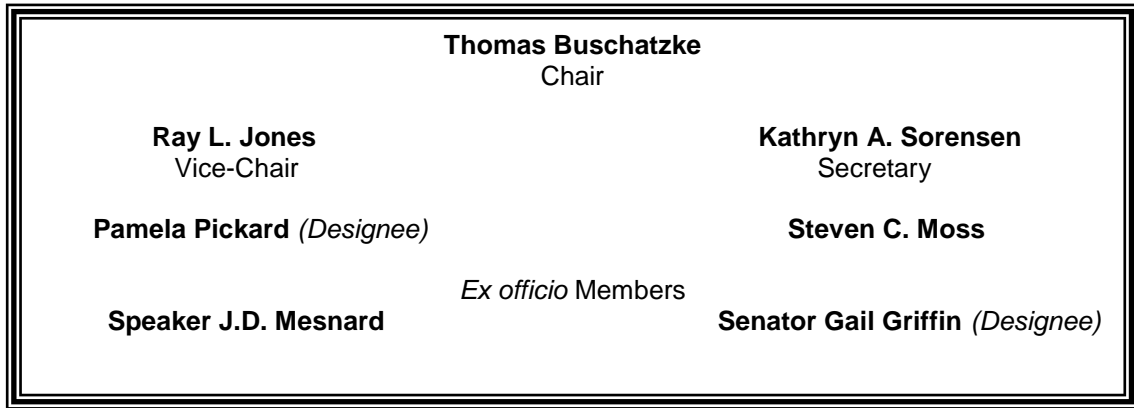 Thomas Buschatzke
Chair
Ray L. Jones Kathryn A. Sorensen
Vice-Chair Secretary
Pamela Pickard (Designee) Steven C. Moss
Ex officio Members
Speaker J.D. Mesnard Senator Gail Griffin (Designee)